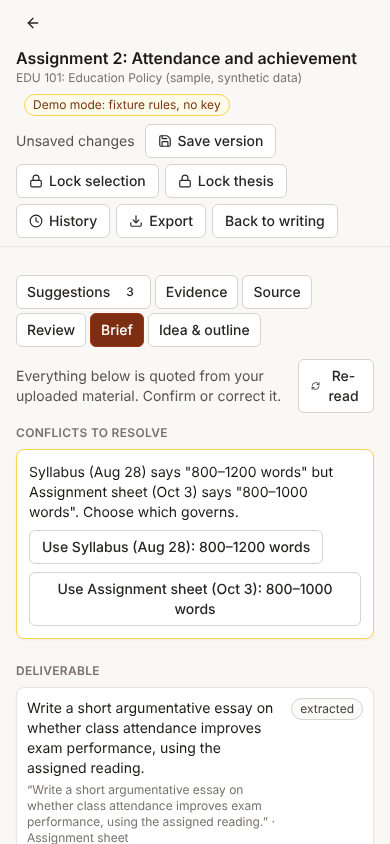 Assignment 2: Attendance and achievement
EDU 101: Education Policy (sample, synthetic data)
Demo mode: fixture rules, no key
Unsaved changes Save version
Lock selection Lock thesis
History Export Back to writing
Suggestions 3 Evidence Source
Review Brief Idea & outline
Everything below is quoted from your
uploaded material. Confirm or correct it.
Re-
read
CONFLICTS TO RESOLVE
Syllabus (Aug 28) says "800–1200 words" but
Assignment sheet (Oct 3) says "800–1000
words". Choose which governs.
Use Syllabus (Aug 28): 800–1200 words
Use Assignment sheet (Oct 3): 800–1000
words
DELIVERABLE
Write a short argumentative essay on
whether class attendance improves
exam performance, using the
assigned reading.
extracted
“Write a short argumentative essay on
whether class attendance improves exam
performance, using the assigned reading.” ·
Assignment sheet